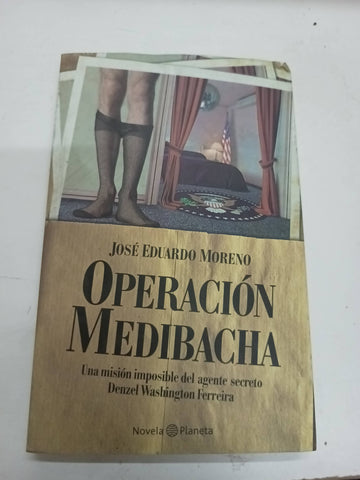 JOSÉ EDUARDO MORENO
OPERACIÓN
MEDIBACHA
Una misión imposible del agente secreto
Denzel Washington Ferreira
Novela Planeta